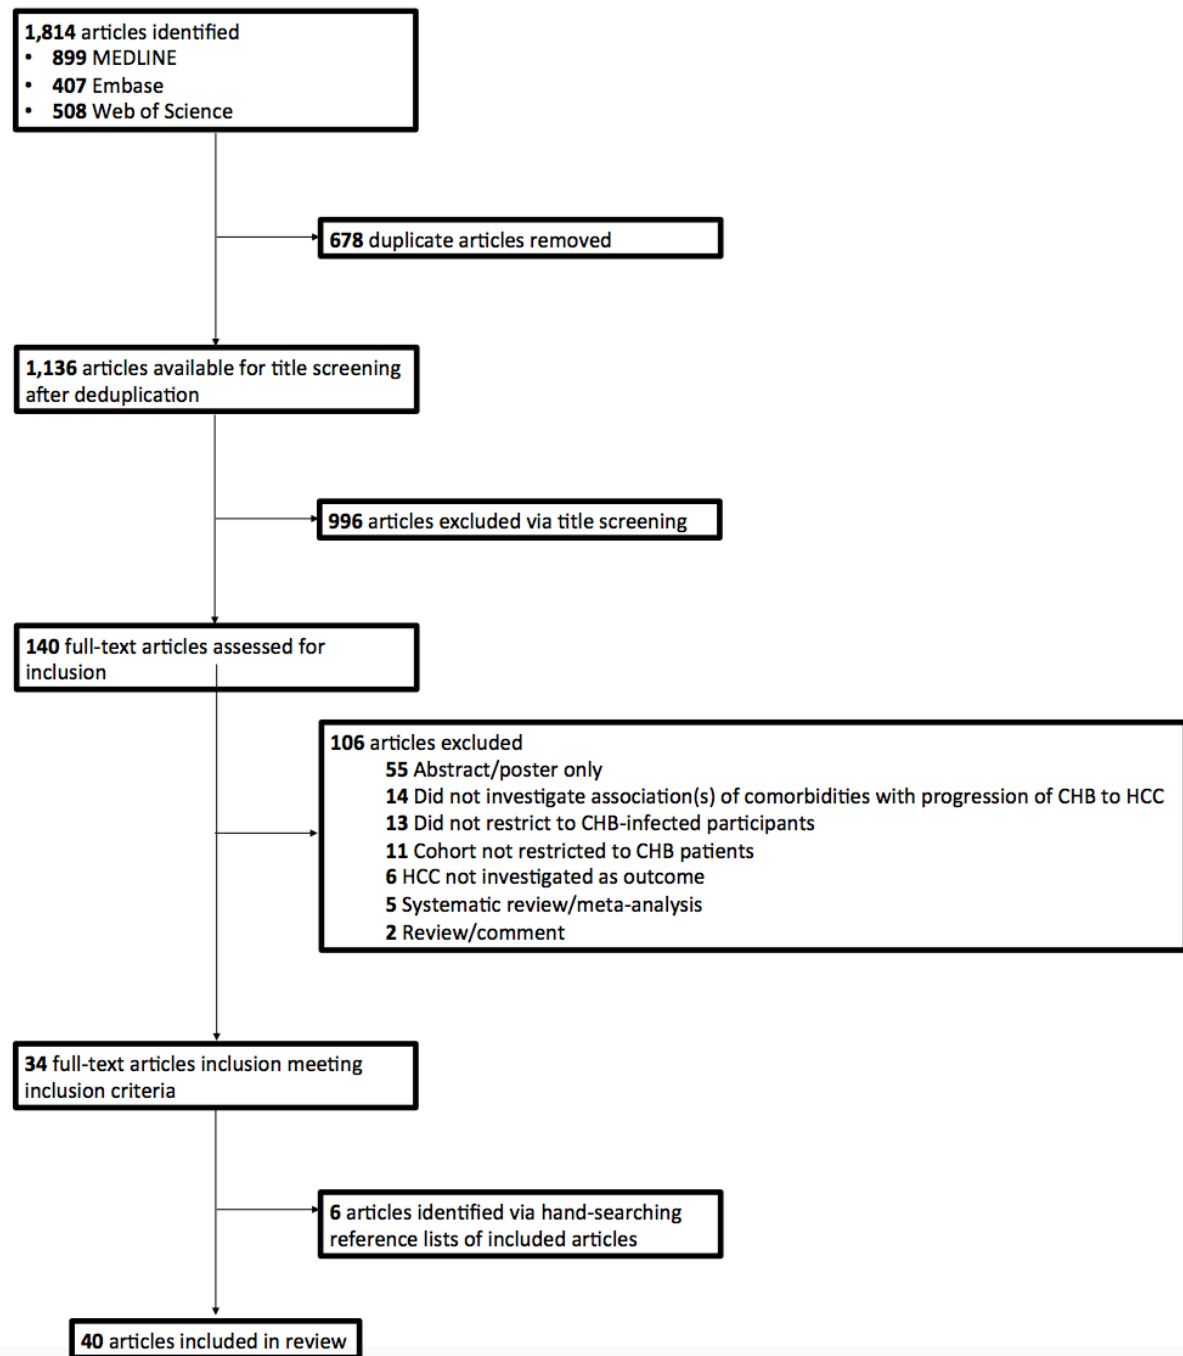 1,814 articles identified
• 899 MEDLINE
• 407 Embase
• 508 Web of Science
678 duplicate articles removed
1,136 articles available for title screening
after deduplication
996 articles excluded via title screening
140 full-text articles assessed for
inclusion
106 articles excluded
55 Abstract/poster only
14 Did not investigate association(s) of comorbidities with progression of CHB to HCC
13 Did not restrict to CHB-infected participants
11 Cohort not restricted to CHB patients
6 HCC not investigated as outcome
5 Systematic review/meta-analysis
2 Review/comment
34 full-text articles inclusion meeting
inclusion criteria
6 articles identified via hand-searching
reference lists of included articles
40 articles included in review